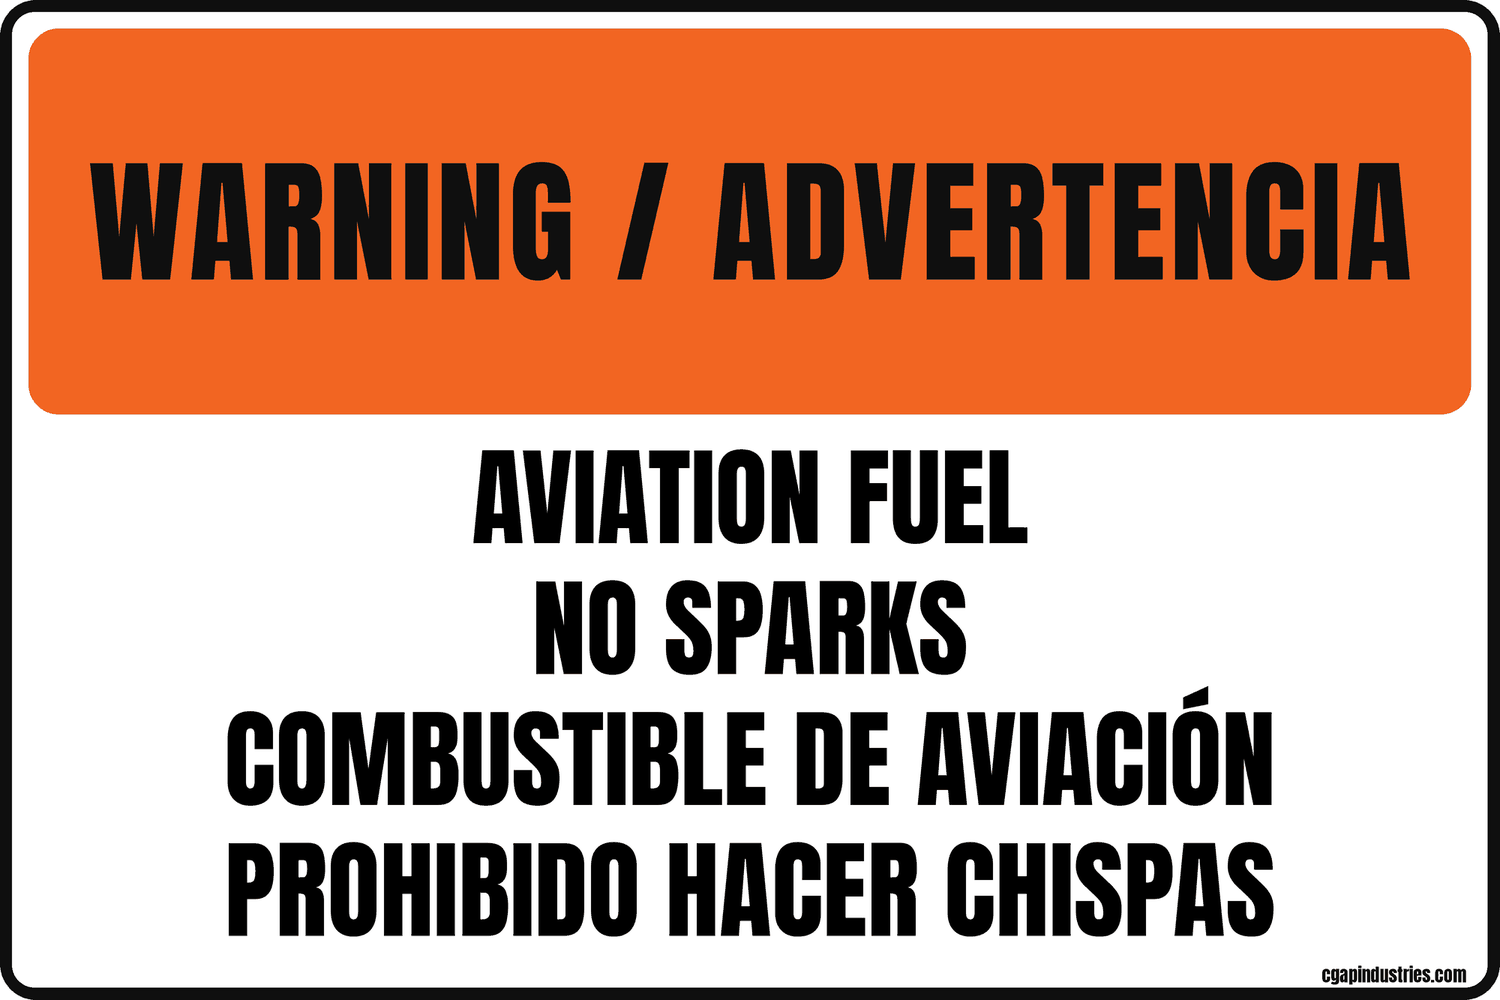 WARNING / ADVERTENCIA
AVIATION FUEL
NO SPARKS
COMBUSTIBLE DE AVIACIÓN
PROHIBIDO HACER CHISPAS
cgapindustries.com